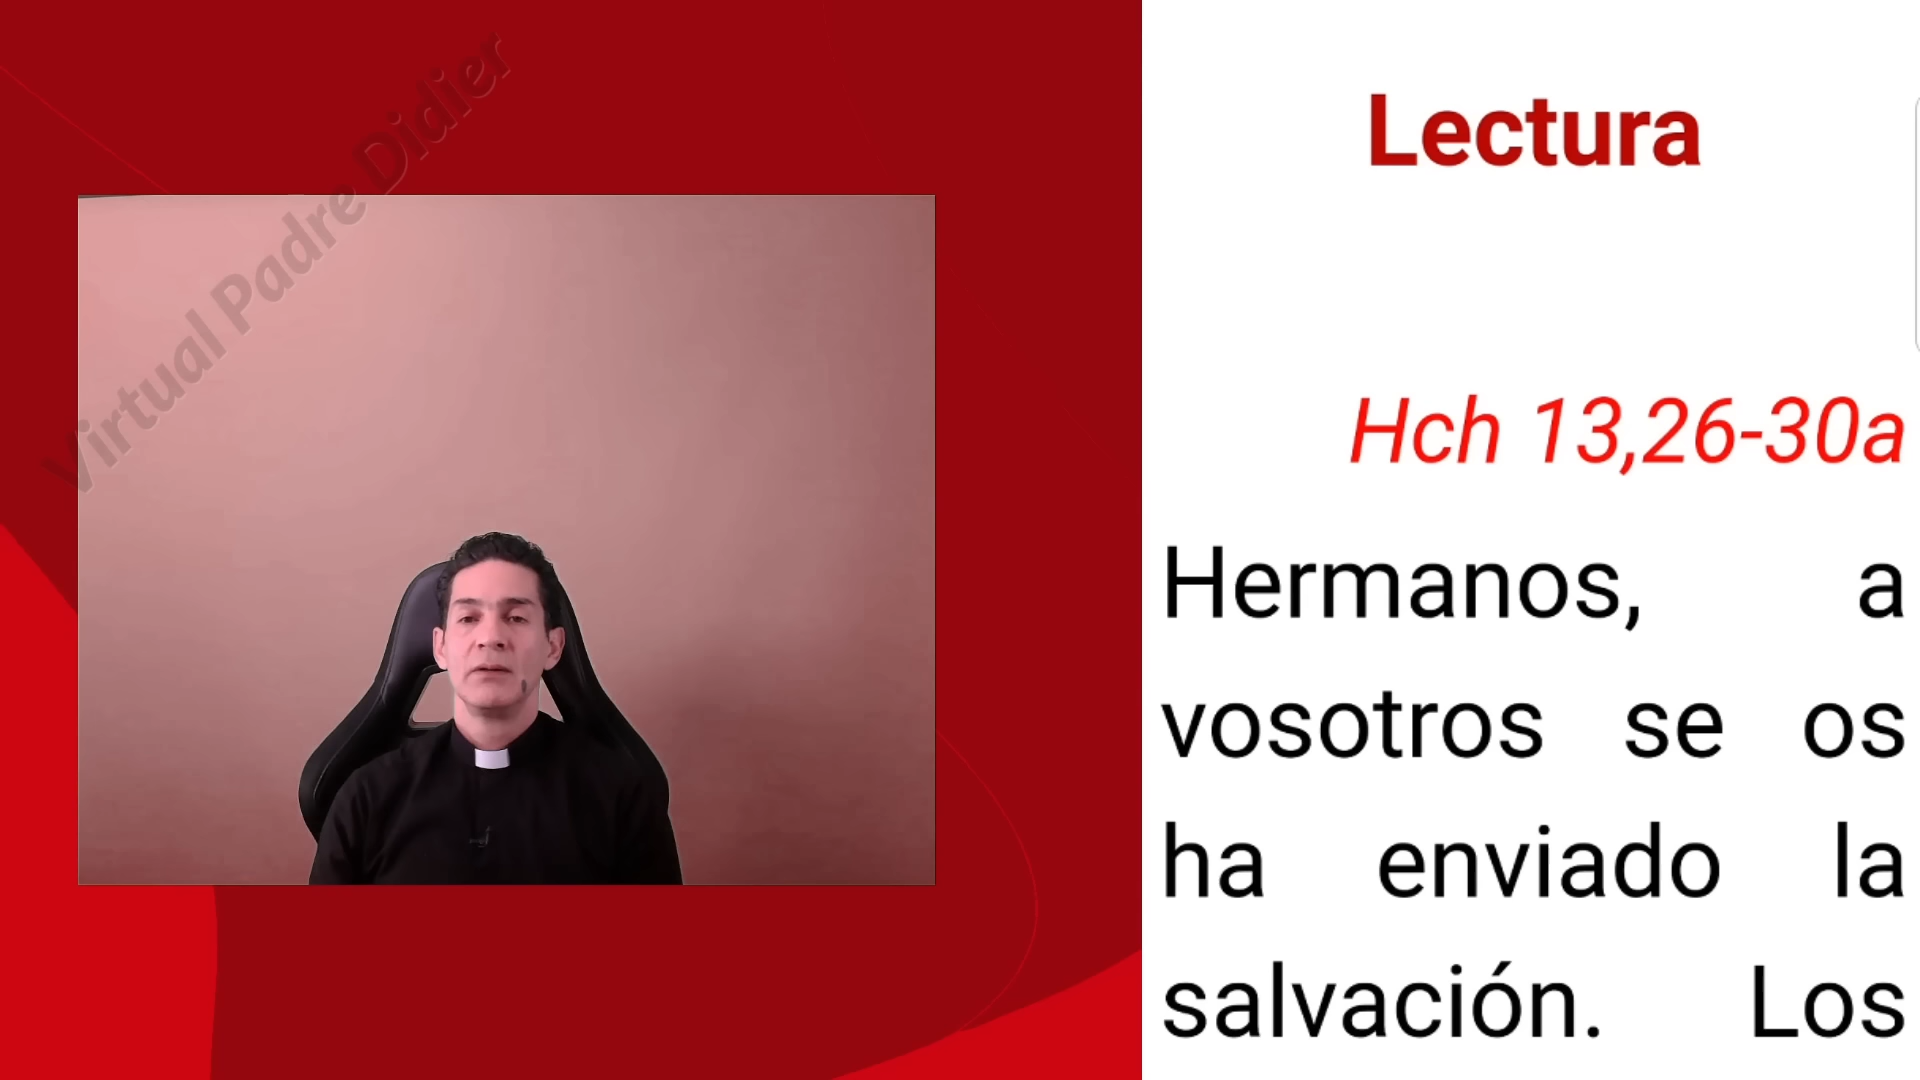 Virtual Padre Didier
Lectura
Hch 13,26-30a
Hermanos, a
vosotros se os
ha enviado la
salvación. Los